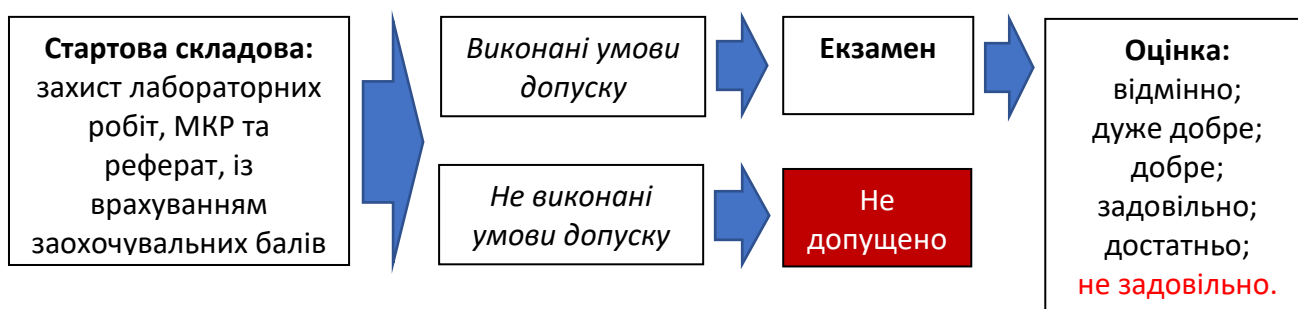 Стартова складова:
захист лабораторних
робіт, МКР та
реферат, із
врахуванням
заохочувальних балів
Виконані умови
допуску
Екзамен
Не виконані
умови допуску
Не
допущено
Оцінка:
відмінно;
дуже добре;
добре;
задовільно;
достатньо;
не задовільно.